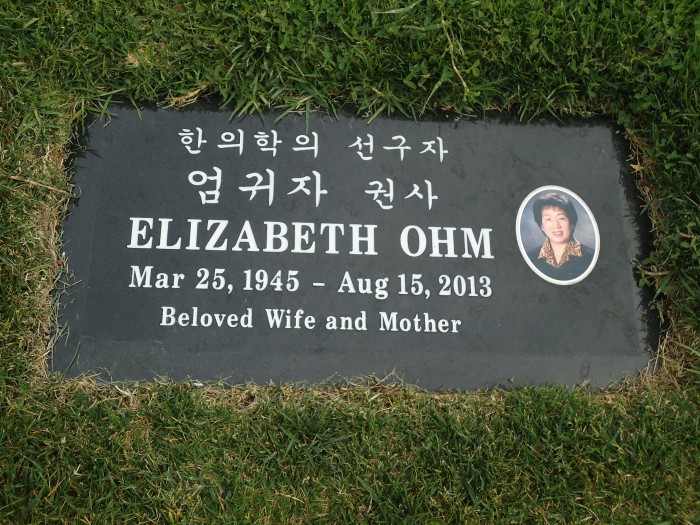 한의학의 선구자
엄귀자 권사
ELIZABETH OHM
Mar 25, 1945 – Aug 15, 2013
Beloved Wife and Mother